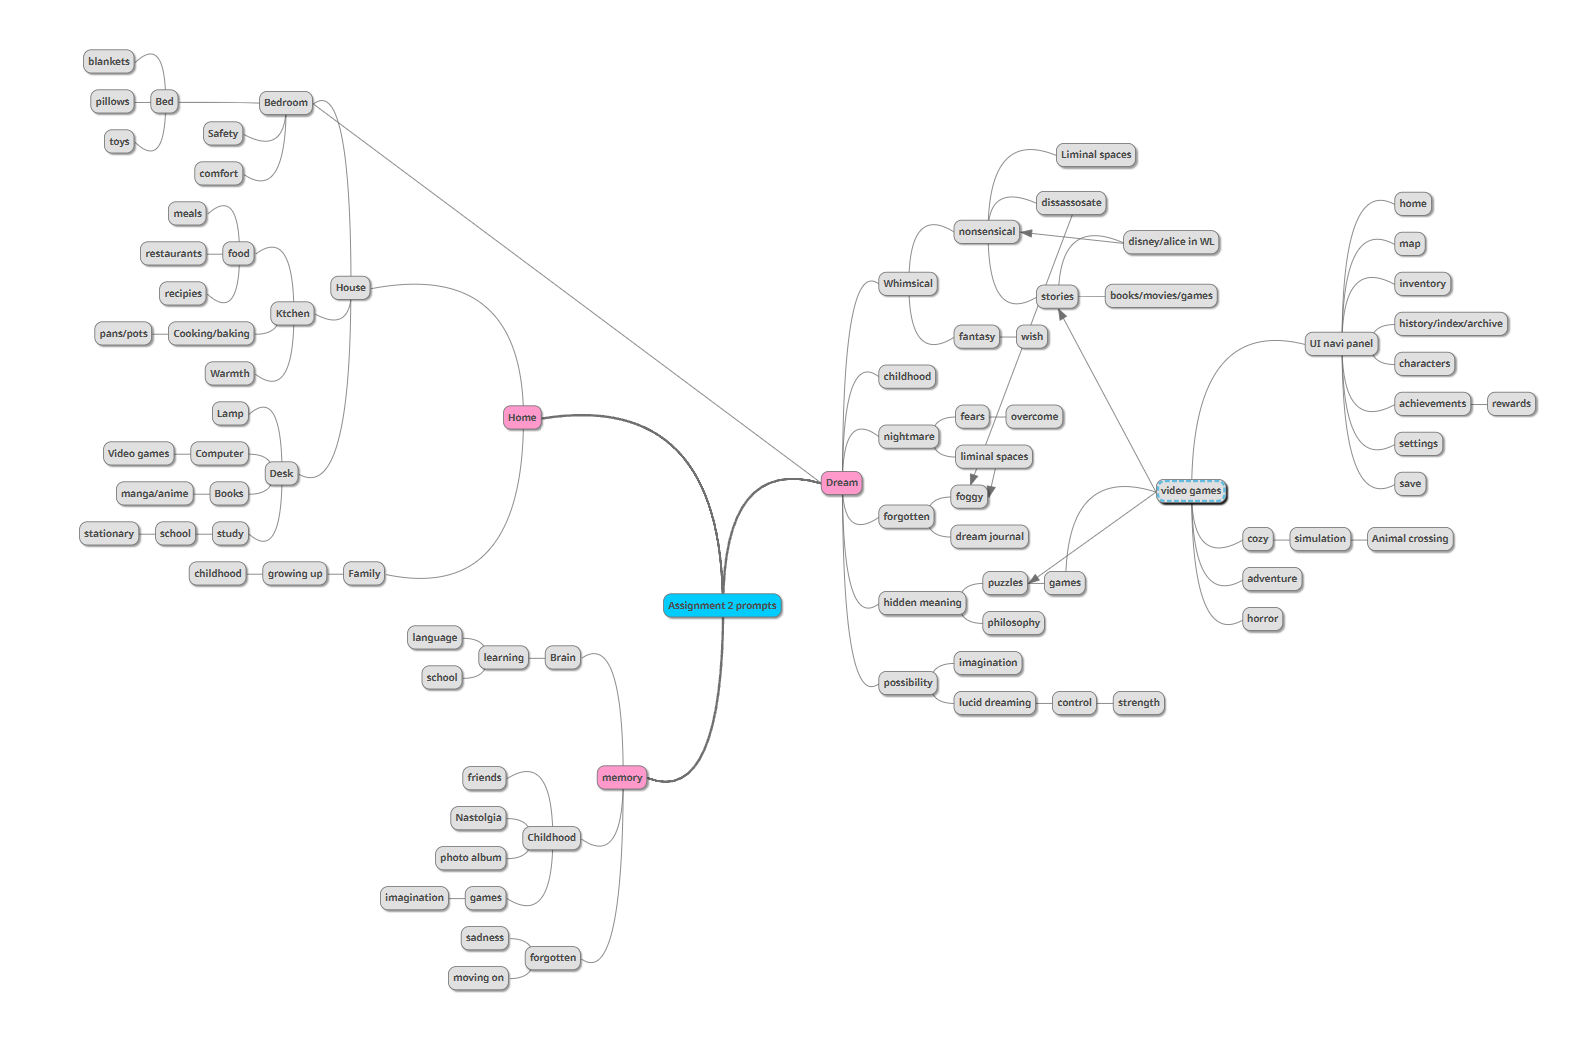 Assignment 2 prompts
Home
House
Bedroom
Bed
blankets
pillows
toys
Safety
comfort
Ktchen
food
meals
restaurants
recipies
Cooking/baking
pans/pots
Warmth
Desk
Lamp
Computer
Video games
Books
manga/anime
study
school
stationary
Family
growing up
childhood
Dream
Whimsical
nonsensical
Liminal spaces
dissassosate
stories
disney/alice in WL
books/movies/games
fantasy
wish
childhood
nightmare
fears
overcome
liminal spaces
forgotten
foggy
dream journal
hidden meaning
puzzles
games
philosophy
possibility
imagination
lucid dreaming
control
strength
video games
UI navi panel
home
map
inventory
history/index/archive
characters
achievements
rewards
settings
save
cozy
simulation
Animal crossing
adventure
horror
memory
Brain
learning
language
school
Childhood
friends
Nastolgia
photo album
games
imagination
forgotten
sadness
moving on